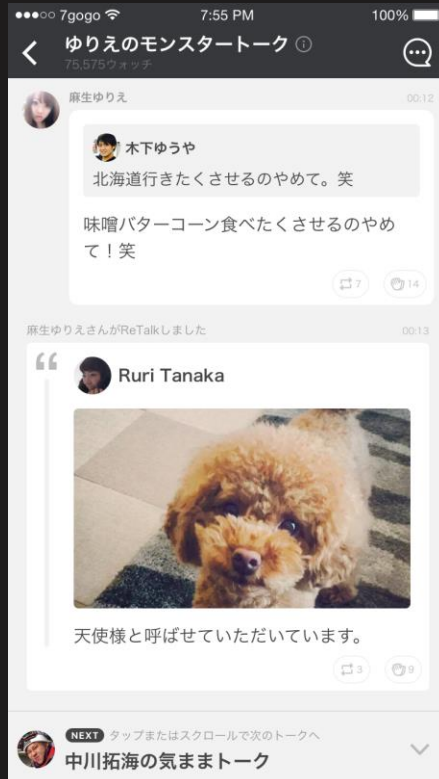 7gogo 7:55 PM 100%
ゆりえのモンスタートーク
75,575ウォッチ
麻生ゆりえ 00:12
木下ゆうや
北海道行きたくさせるのやめて。笑
味噌バターコーン食べたくさせるのやめ
て！笑
7 14
麻生ゆりえさんがReTalkしました 00:13
Ruri Tanaka
天使様と呼ばせていただいています。
3 9
NEXT タップまたはスクロールで次のトークへ
中川拓海の気ままトーク